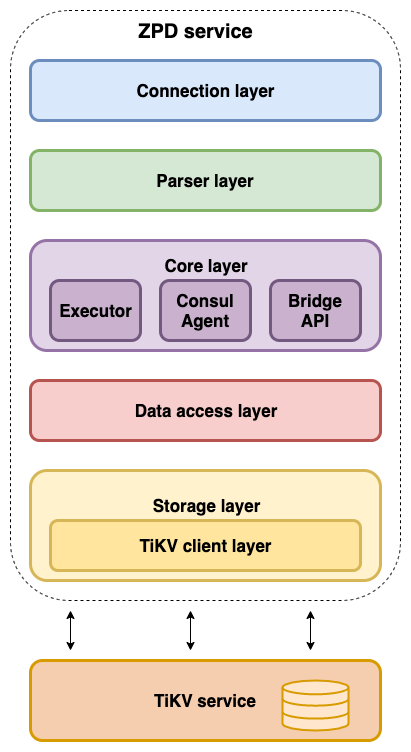 ZPD service
Connection layer
Parser layer
Core layer
Executor
Consul
Agent
Bridge
API
Data access layer
Storage layer
TiKV client layer
TiKV service